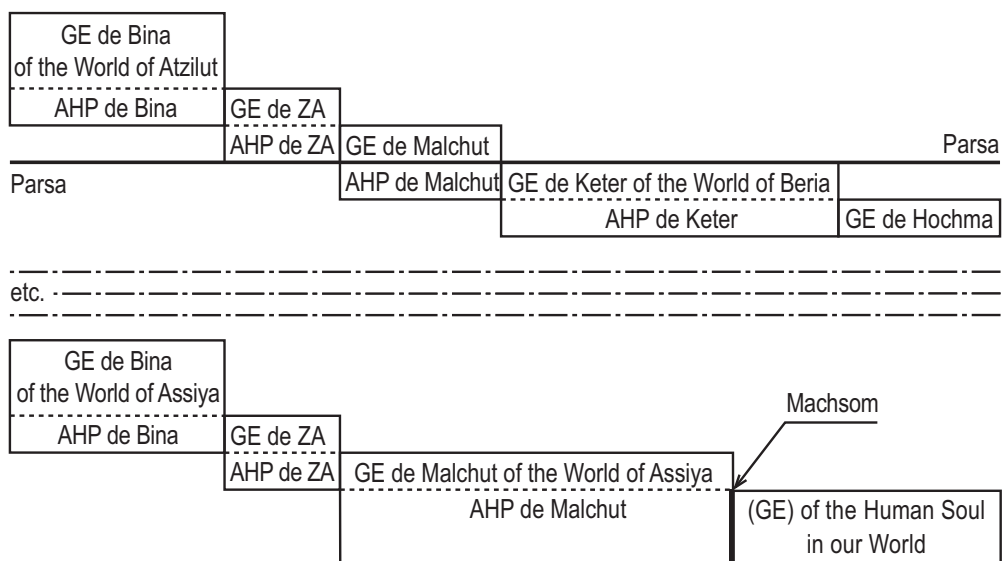 GE de Bina
of the World of Atzilut
AHP de Bina
GE de ZA
AHP de ZA
GE de Malchut
Parsa
Parsa
AHP de Malchut
GE de Keter of the World of Beria
AHP de Keter
GE de Hochma
etc.
GE de Bina
of the World of Assiya
AHP de Bina
GE de ZA
AHP de ZA
Machsom
GE de Malchut of the World of Assiya
AHP de Malchut
(GE) of the Human Soul
in our World